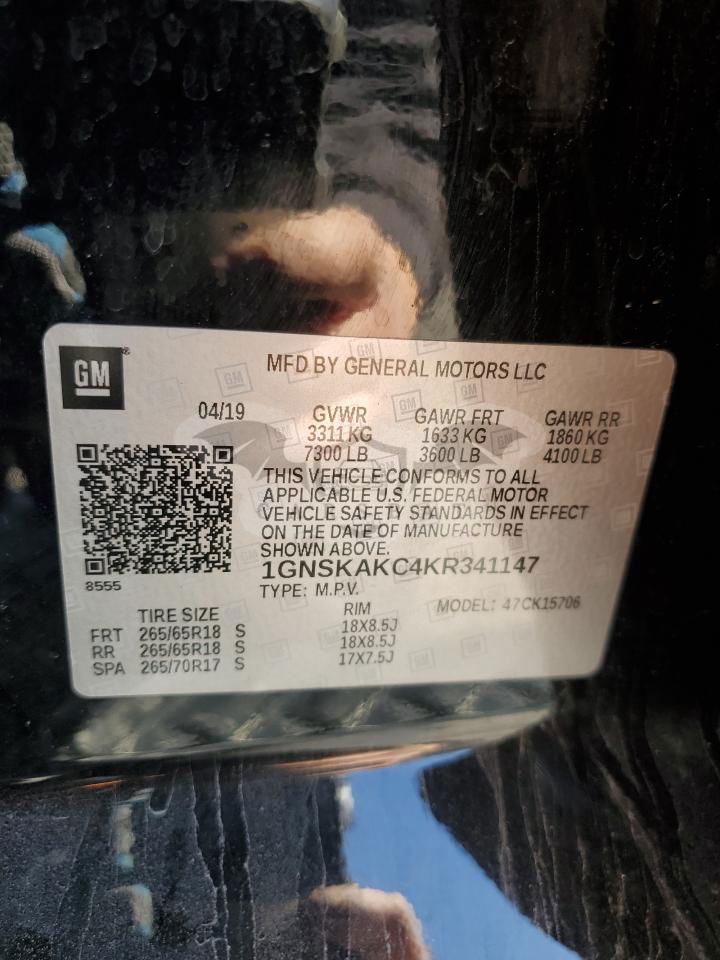 GM
MFD BY GENERAL MOTORS LLC
04/19 GVWR GAWR FRT GAWR RR
3311 KG 1633 KG 1860 KG
7300 LB 3600 LB 4100 LB
THIS VEHICLE CONFORMS TO ALL
APPLICABLE U.S. FEDERAL MOTOR
VEHICLE SAFETY STANDARDS IN EFFECT
ON THE DATE OF MANUFACTURE
SHOWN ABOVE.
8555
1GNSKAKC4KR341147
TYPE: M.P.V.
MODEL: 47CK15706
TIRE SIZE RIM
FRT 265/65R18 S 18X8.5J
RR 265/65R18 S 18X8.5J
SPA 265/70R17 S 17X7.5J